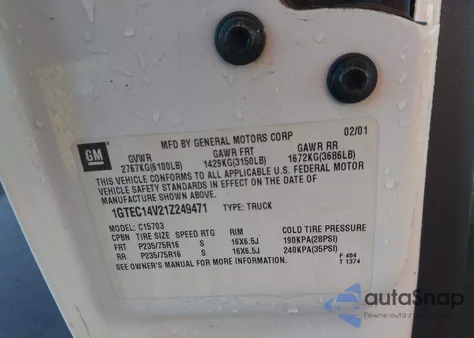 MFD BY GENERAL MOTORS CORP 02/01
GM GVWR GAWR FRT GAWR RR
2767KG(6100LB) 1429KG(3150LB) 1672KG(3686LB)
THIS VEHICLE CONFORMS TO ALL APPLICABLE U.S. FEDERAL MOTOR
VEHICLE SAFETY STANDARDS IN EFFECT ON THE DATE OF
MANUFACTURE SHOWN ABOVE.
1GTEC14V21Z249471 TYPE: TRUCK
MODEL: C15703
CPBN TIRE SIZE SPEED RTG RIM COLD TIRE PRESSURE
FRT P235/75R16 S 16X6.5J 190KPA(28PSI)
RR P235/75R16 S 16X6.5J 240KPA(35PSI)
SEE OWNER'S MANUAL FOR MORE INFORMATION.
F 404
T 1374
autoSnap
Pewne auto z